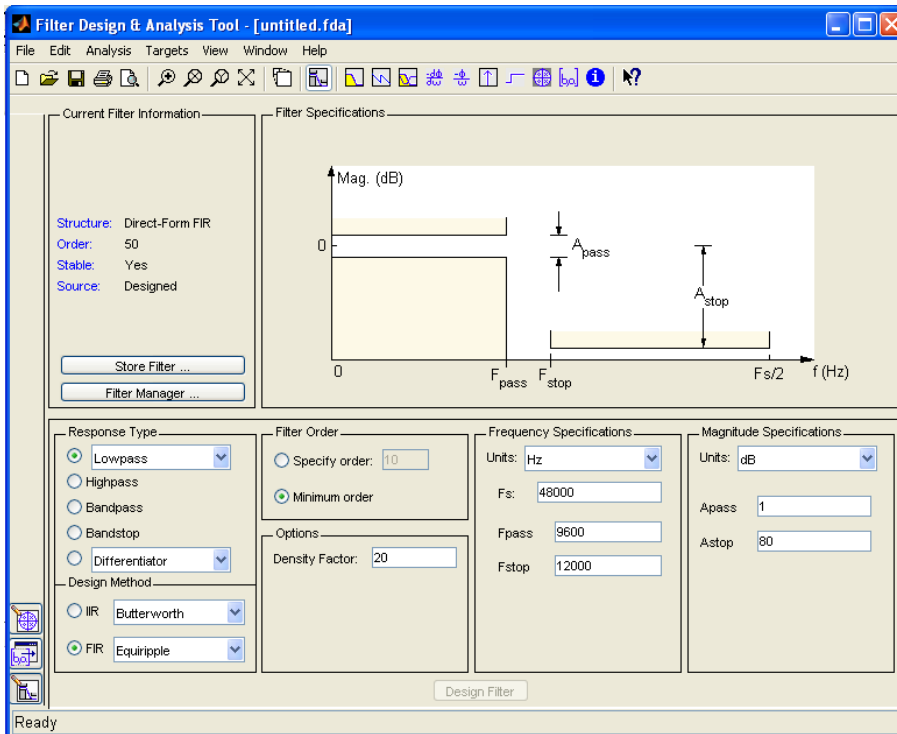 Filter Design & Analysis Tool - [untitled.fda]
File Edit Analysis Targets View Window Help
Current Filter Information
Structure: Direct-Form FIR
Order: 50
Stable: Yes
Source: Designed
Store Filter ...
Filter Manager ...
Filter Specifications
Mag. (dB)
0
A pass
A stop
0
F pass
F stop
Fs/2
f (Hz)
Response Type
Lowpass
Highpass
Bandpass
Bandstop
Differentiator
Design Method
IIR Butterworth
FIR Equiripple
Filter Order
Specify order: 10
Minimum order
Options
Density Factor: 20
Frequency Specifications
Units: Hz
Fs: 48000
Fpass 9600
Fstop 12000
Magnitude Specifications
Units: dB
Apass 1
Astop 80
Design Filter
Ready